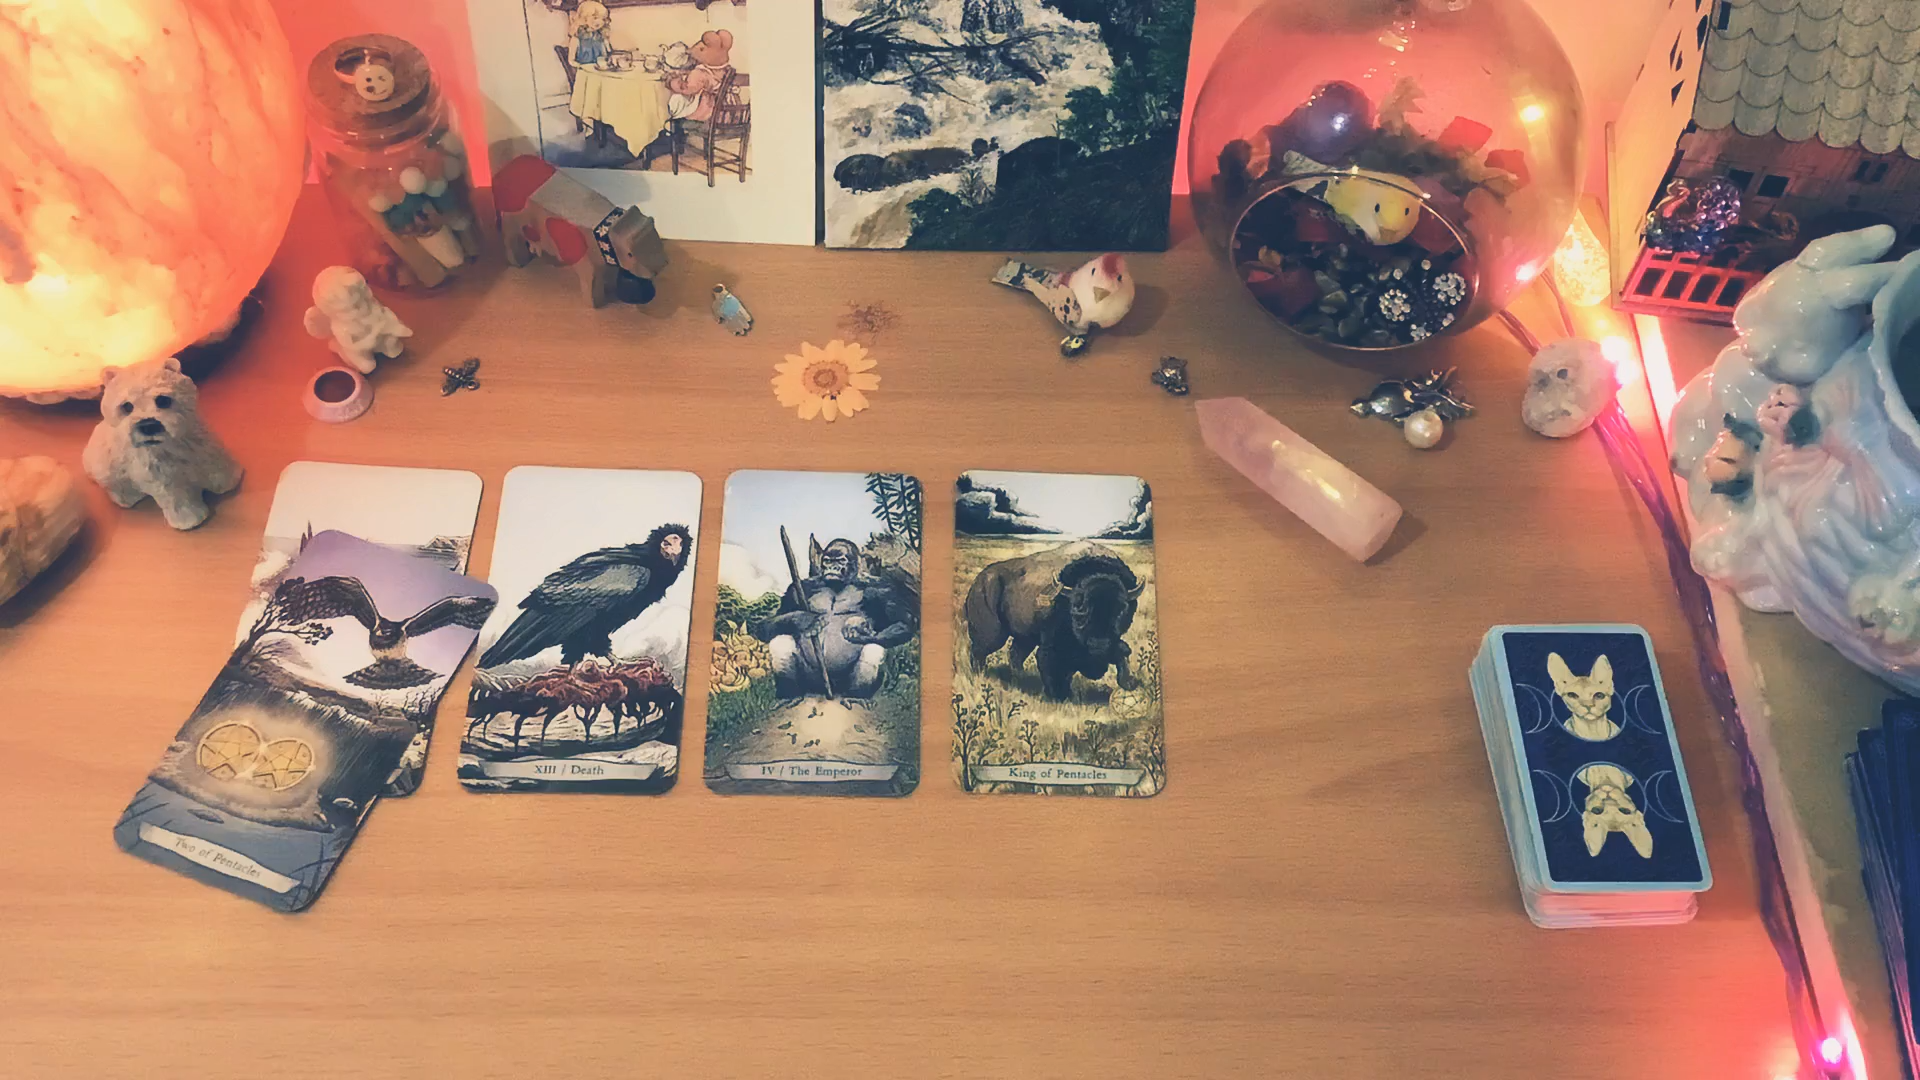 Two of Pentacles
XIII / Death
IV / The Emperor
King of Pentacles